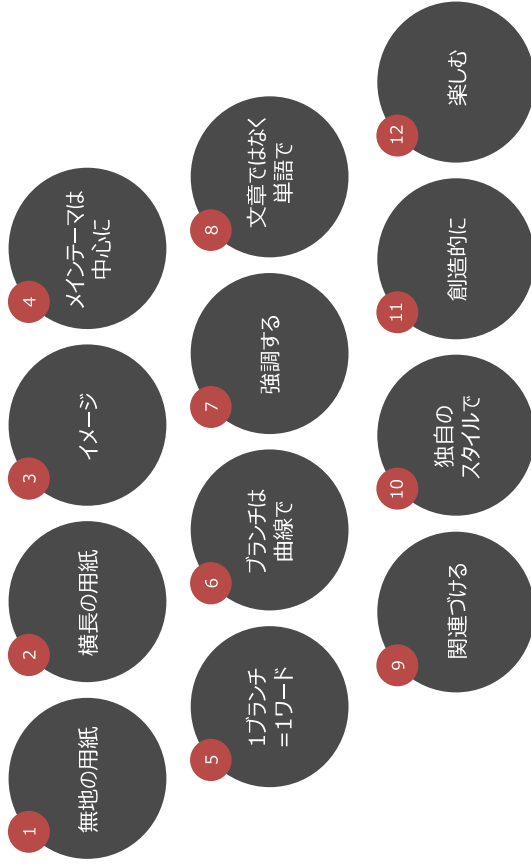 1
無地の用紙
2
横長の用紙
3
イメージ
4
メインテーマは
中心に
5
1ブランチ
=1ワード
6
ブランチは
曲線で
7
強調する
8
文章ではなく
単語で
9
関連づける
10
独自の
スタイルで
11
創造的に
12
楽しむ